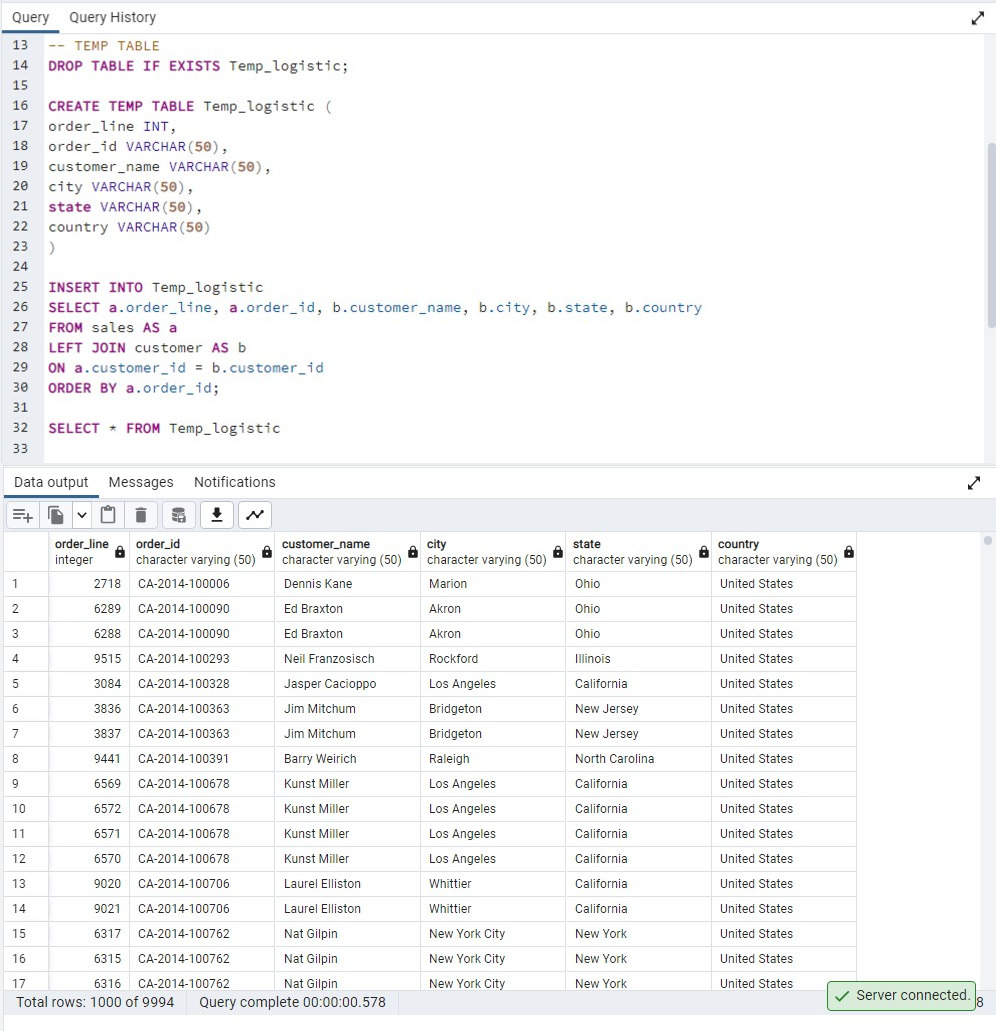 Query Query History
13 -- TEMP TABLE
14 DROP TABLE IF EXISTS Temp_logistic;
15
16 CREATE TEMP TABLE Temp_logistic (
17 order_line INT,
18 order_id VARCHAR(50),
19 customer_name VARCHAR(50),
20 city VARCHAR(50),
21 state VARCHAR(50),
22 country VARCHAR(50)
23 )
24
25 INSERT INTO Temp_logistic
26 SELECT a.order_line, a.order_id, b.customer_name, b.city, b.state, b.country
27 FROM sales AS a
28 LEFT JOIN customer AS b
29 ON a.customer_id = b.customer_id
30 ORDER BY a.order_id;
31
32 SELECT * FROM Temp_logistic
33
Data output Messages Notifications
order_line order_id customer_name city state country
integer character varying (50) character varying (50) character varying (50) character varying (50) character varying (50)
1 2718 CA-2014-100006 Dennis Kane Marion Ohio United States
2 6289 CA-2014-100090 Ed Braxton Akron Ohio United States
3 6288 CA-2014-100090 Ed Braxton Akron Ohio United States
4 9515 CA-2014-100293 Neil Franzosisch Rockford Illinois United States
5 3084 CA-2014-100328 Jasper Cacioppo Los Angeles California United States
6 3836 CA-2014-100363 Jim Mitchum Bridgeton New Jersey United States
7 3837 CA-2014-100363 Jim Mitchum Bridgeton New Jersey United States
8 9441 CA-2014-100391 Barry Weirich Raleigh North Carolina United States
9 6569 CA-2014-100678 Kunst Miller Los Angeles California United States
10 6572 CA-2014-100678 Kunst Miller Los Angeles California United States
11 6571 CA-2014-100678 Kunst Miller Los Angeles California United States
12 6570 CA-2014-100678 Kunst Miller Los Angeles California United States
13 9020 CA-2014-100706 Laurel Elliston Whittier California United States
14 9021 CA-2014-100706 Laurel Elliston Whittier California United States
15 6317 CA-2014-100762 Nat Gilpin New York City New York United States
16 6315 CA-2014-100762 Nat Gilpin New York City New York United States
17 6316 CA-2014-100762 Nat Gilpin New York City New York United States
Total rows: 1000 of 9994 Query complete 00:00:00.578 Server connected. 8